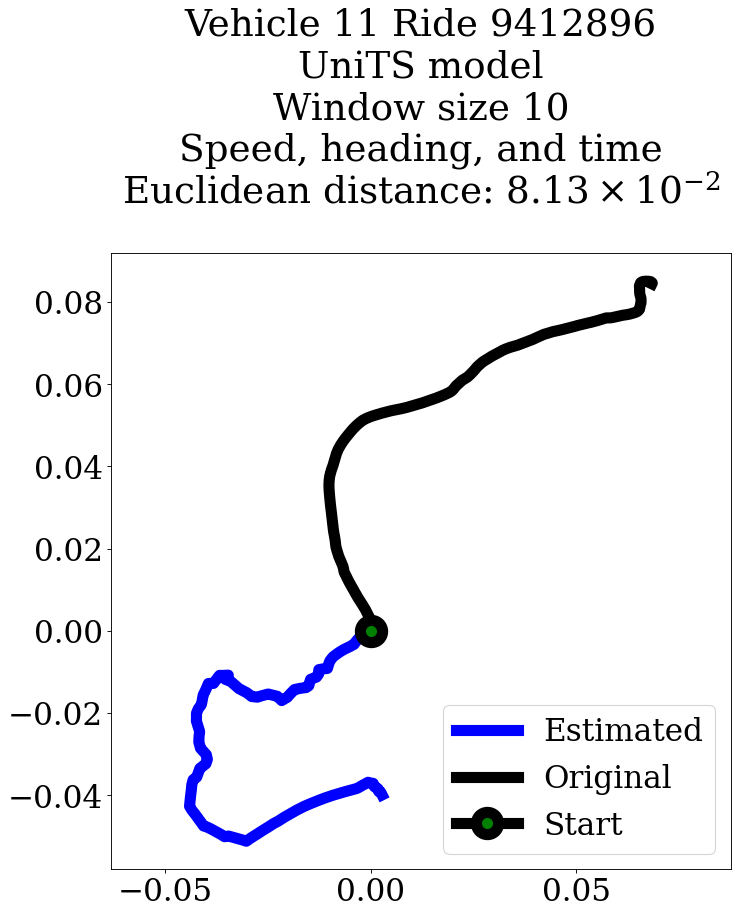 Vehicle 11 Ride 9412896
UniTS model
Window size 10
Speed, heading, and time
Euclidean distance: 8.13 × 10⁻²
0.08
0.06
0.04
0.02
0.00
−0.02
−0.04
Estimated
Original
Start
−0.05 0.00 0.05